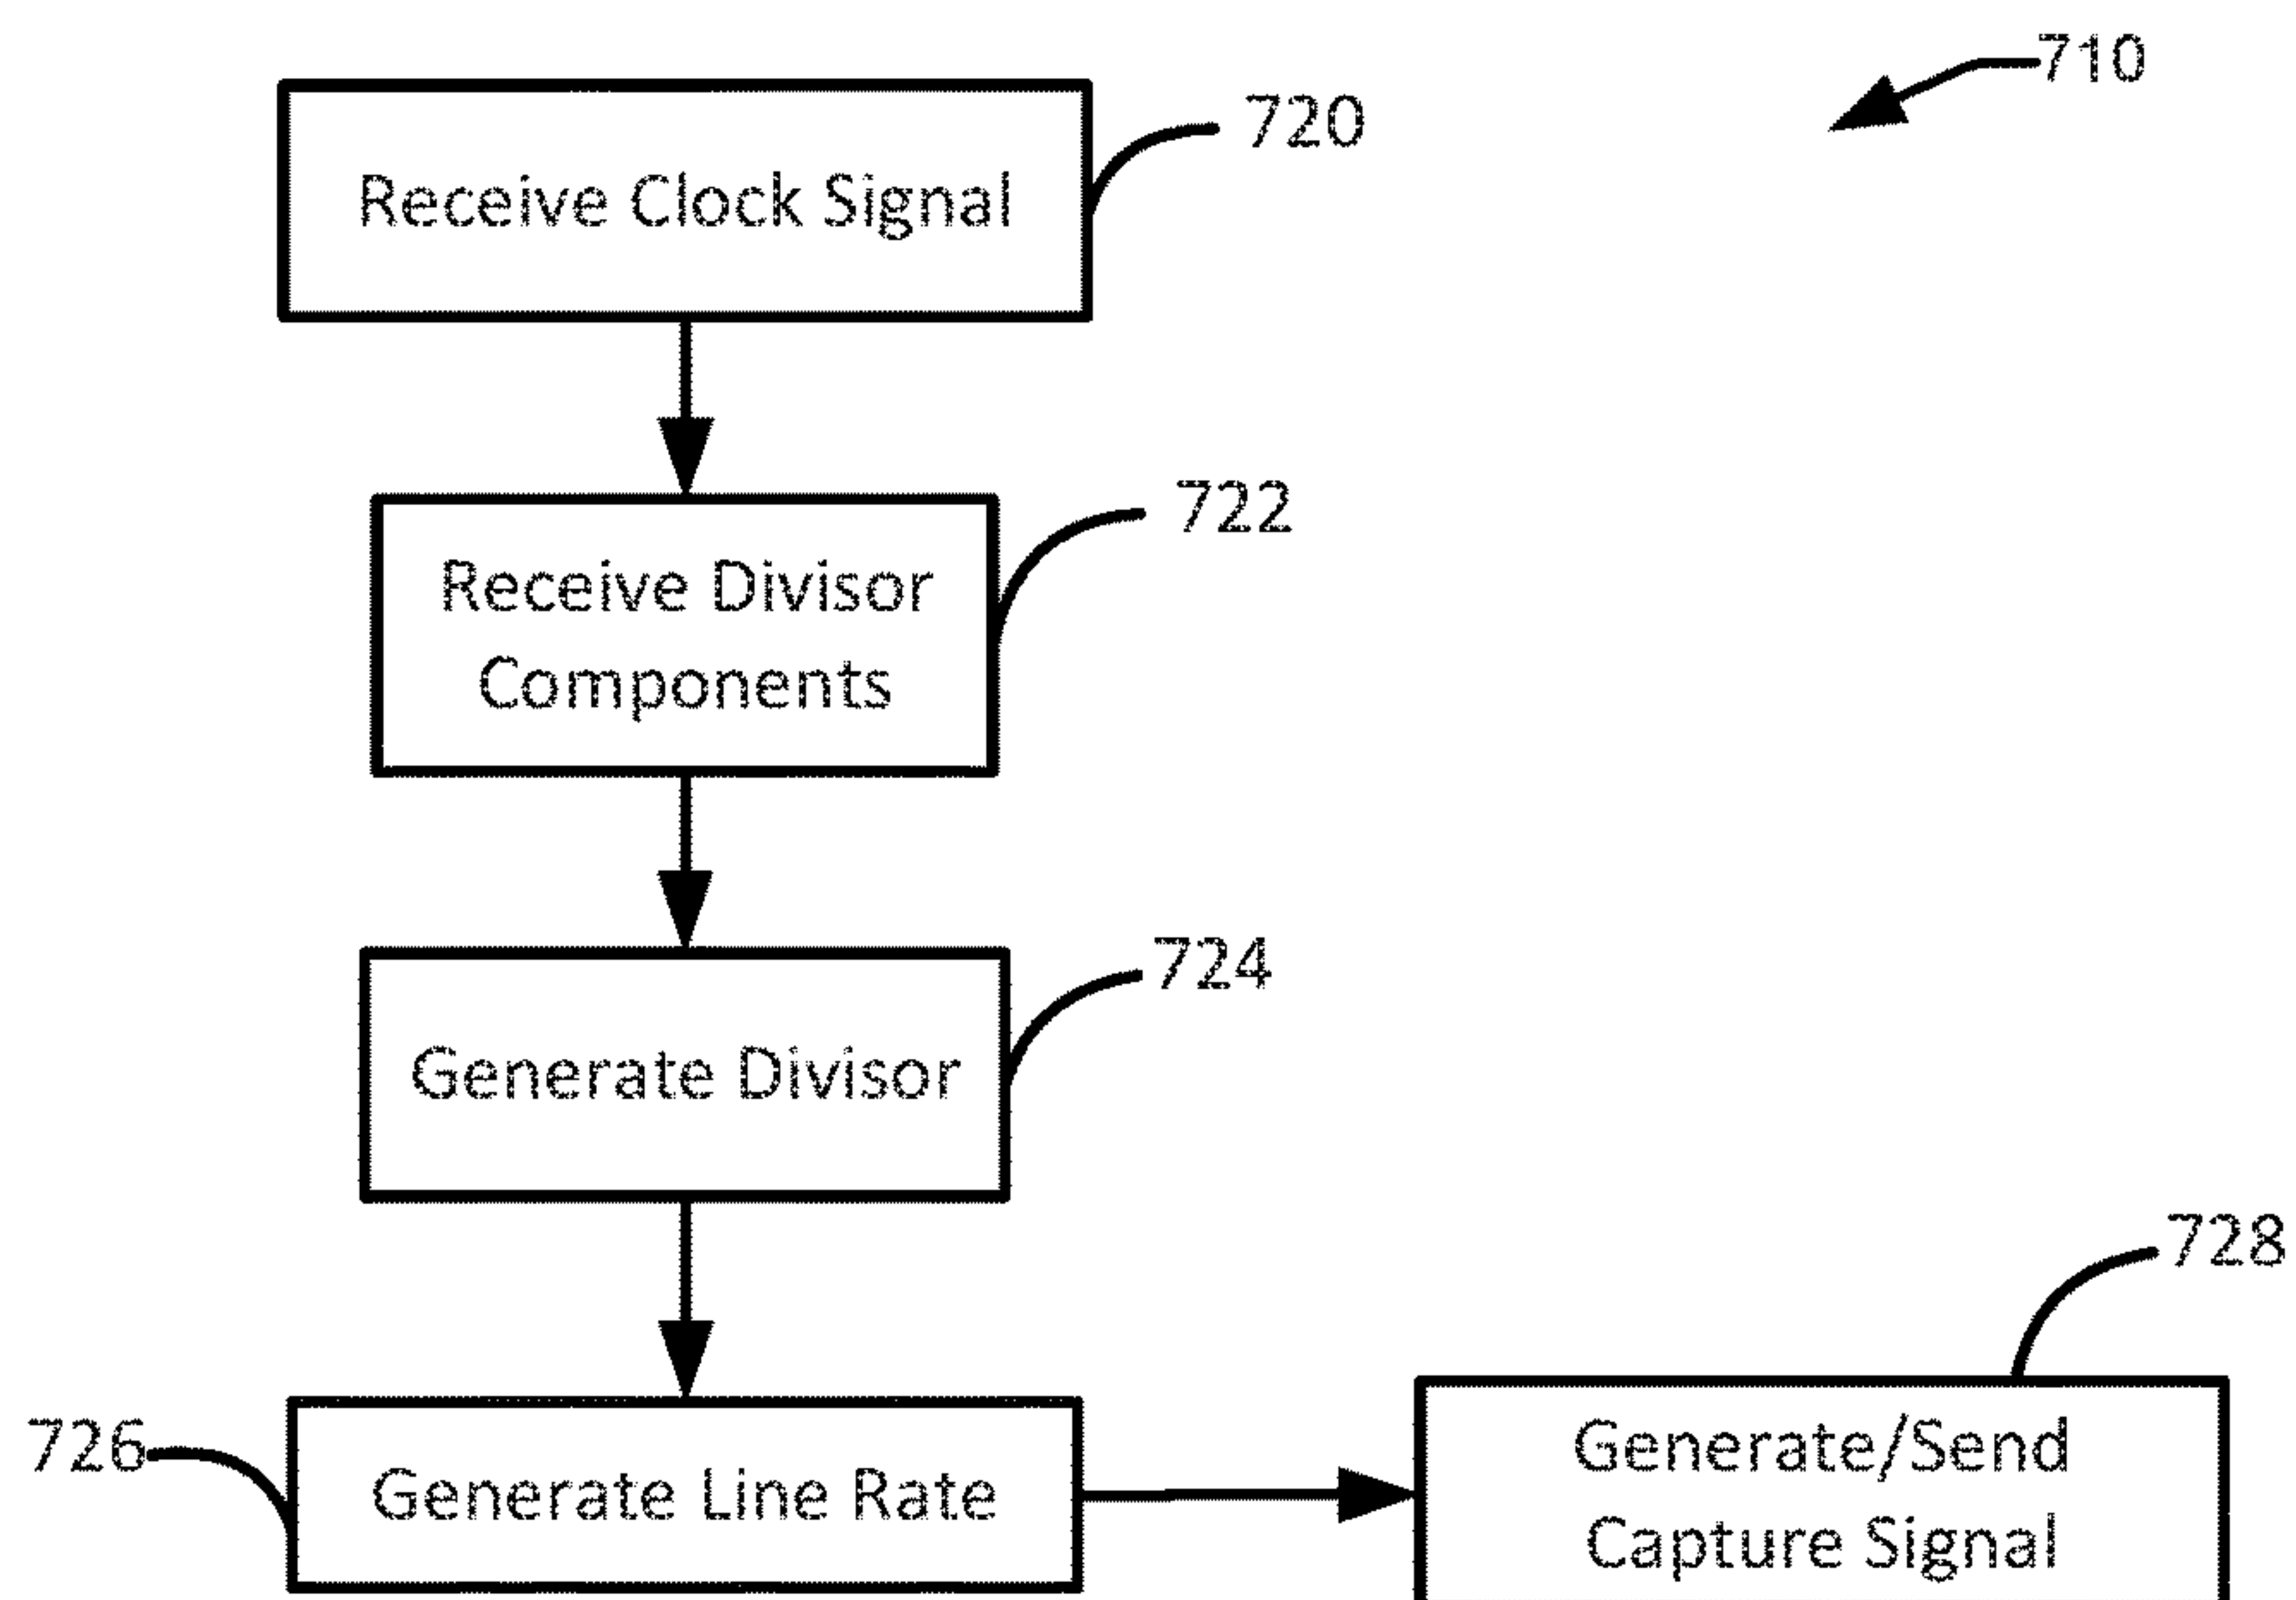 710
720
Receive Clock Signal
722
Receive Divisor
Components
724
Generate Divisor
726
Generate Line Rate
728
Generate/Send
Capture Signal